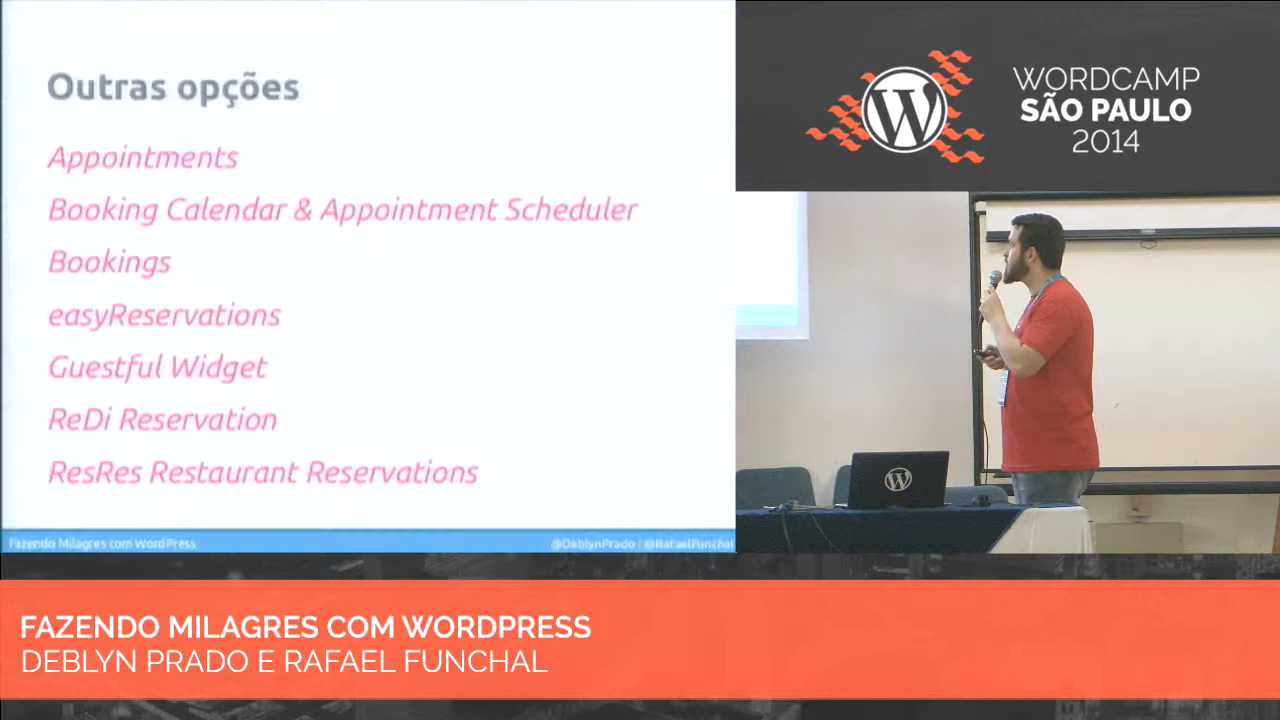 Outras opções
Appointments
Booking Calendar & Appointment Scheduler
Bookings
easyReservations
Guestful Widget
ReDi Reservation
ResRes Restaurant Reservations
Fazendo Milagres com WordPress
@DeblynPrado | @RafaelFunchal
WORDCAMP
SÃO PAULO
2014
FAZENDO MILAGRES COM WORDPRESS
DEBLYN PRADO E RAFAEL FUNCHAL